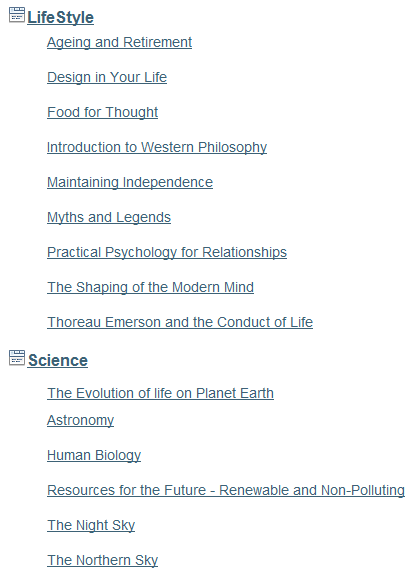 LifeStyle
Ageing and Retirement
Design in Your Life
Food for Thought
Introduction to Western Philosophy
Maintaining Independence
Myths and Legends
Practical Psychology for Relationships
The Shaping of the Modern Mind
Thoreau Emerson and the Conduct of Life
Science
The Evolution of life on Planet Earth
Astronomy
Human Biology
Resources for the Future - Renewable and Non-Polluting
The Night Sky
The Northern Sky